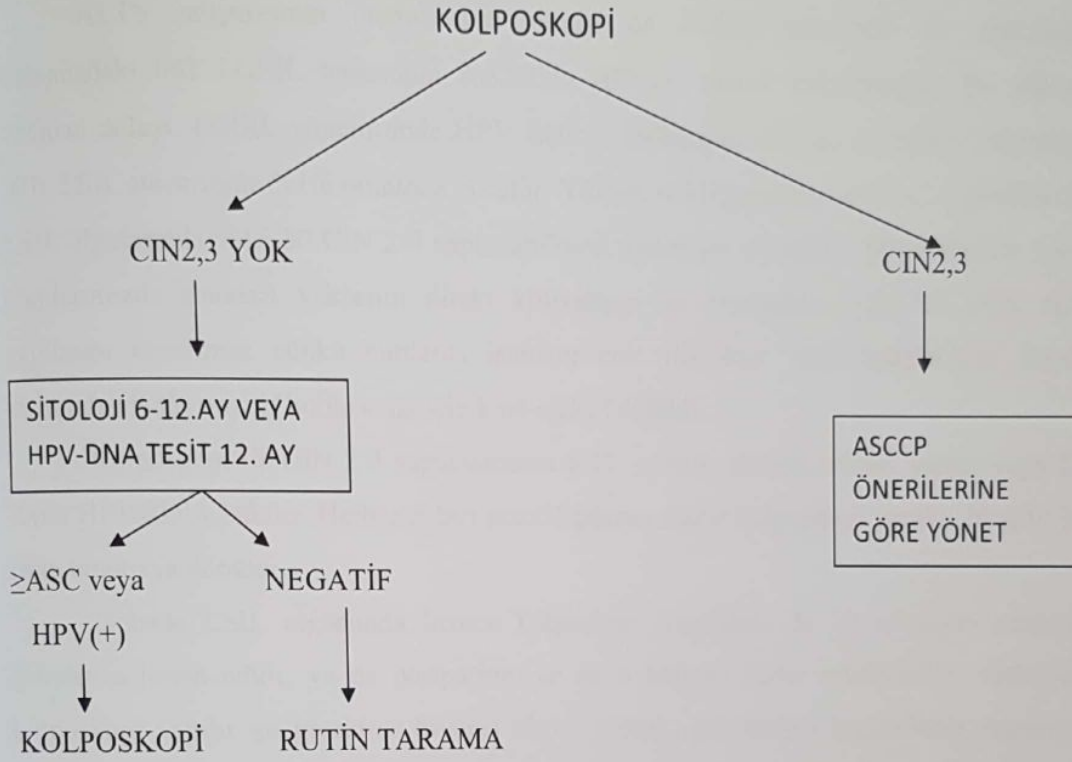 KOLPOSKOPİ
CIN2,3 YOK
CIN2,3
SİTOLOJİ 6-12.AY VEYA
HPV-DNA TESİT 12. AY
ASCCP
ÖNERİLERİNE
GÖRE YÖNET
≥ASC veya
HPV(+)
NEGATİF
KOLPOSKOPİ
RUTİN TARAMA